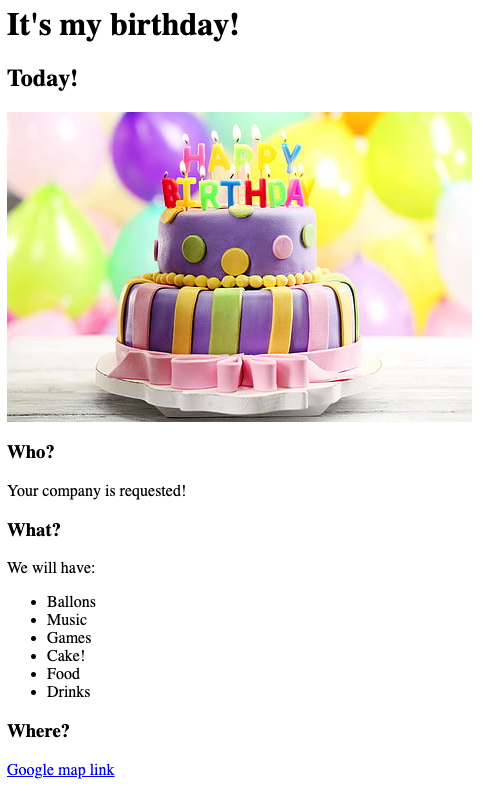 It's my birthday!
Today!
HAPPY
BIRTHDAY
Who?
Your company is requested!
What?
We will have:
Ballons
Music
Games
Cake!
Food
Drinks
Where?
Google map link